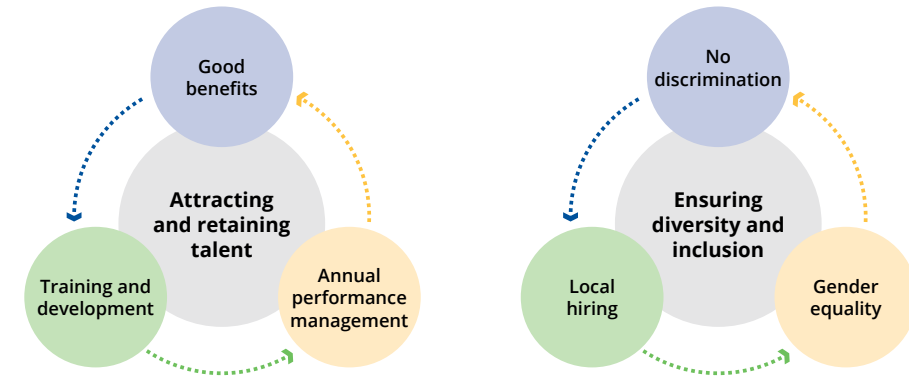 Good
benefits
Attracting
and retaining
talent
Training and
development
Annual
performance
management
No
discrimination
Ensuring
diversity and
inclusion
Local
hiring
Gender
equality